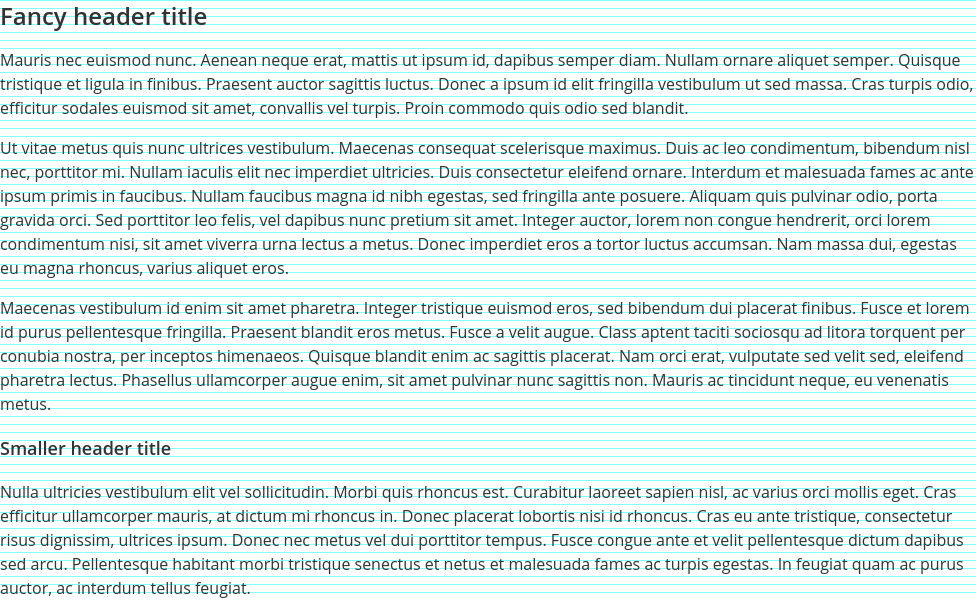 Fancy header title
Mauris nec euismod nunc. Aenean neque erat, mattis ut ipsum id, dapibus semper diam. Nullam ornare aliquet semper. Quisque
tristique et ligula in finibus. Praesent auctor sagittis luctus. Donec a ipsum id elit fringilla vestibulum ut sed massa. Cras turpis odio,
efficitur sodales euismod sit amet, convallis vel turpis. Proin commodo quis odio sed blandit.
Ut vitae metus quis nunc ultrices vestibulum. Maecenas consequat scelerisque maximus. Duis ac leo condimentum, bibendum nisl
nec, porttitor mi. Nullam iaculis elit nec imperdiet ultricies. Duis consectetur eleifend ornare. Interdum et malesuada fames ac ante
ipsum primis in faucibus. Nullam faucibus magna id nibh egestas, sed fringilla ante posuere. Aliquam quis pulvinar odio, porta
gravida orci. Sed porttitor leo felis, vel dapibus nunc pretium sit amet. Integer auctor, lorem non congue hendrerit, orci lorem
condimentum nisi, sit amet viverra urna lectus a metus. Donec imperdiet eros a tortor luctus accumsan. Nam massa dui, egestas
eu magna rhoncus, varius aliquet eros.
Maecenas vestibulum id enim sit amet pharetra. Integer tristique euismod eros, sed bibendum dui placerat finibus. Fusce et lorem
id purus pellentesque fringilla. Praesent blandit eros metus. Fusce a velit augue. Class aptent taciti sociosqu ad litora torquent per
conubia nostra, per inceptos himenaeos. Quisque blandit enim ac sagittis placerat. Nam orci erat, vulputate sed velit sed, eleifend
pharetra lectus. Phasellus ullamcorper augue enim, sit amet pulvinar nunc sagittis non. Mauris ac tincidunt neque, eu venenatis
metus.
Smaller header title
Nulla ultricies vestibulum elit vel sollicitudin. Morbi quis rhoncus est. Curabitur laoreet sapien nisl, ac varius orci mollis eget. Cras
efficitur ullamcorper mauris, at dictum mi rhoncus in. Donec placerat lobortis nisi id rhoncus. Cras eu ante tristique, consectetur
risus dignissim, ultrices ipsum. Donec nec metus vel dui porttitor tempus. Fusce congue ante et velit pellentesque dictum dapibus
sed arcu. Pellentesque habitant morbi tristique senectus et netus et malesuada fames ac turpis egestas. In feugiat quam ac purus
auctor, ac interdum tellus feugiat.